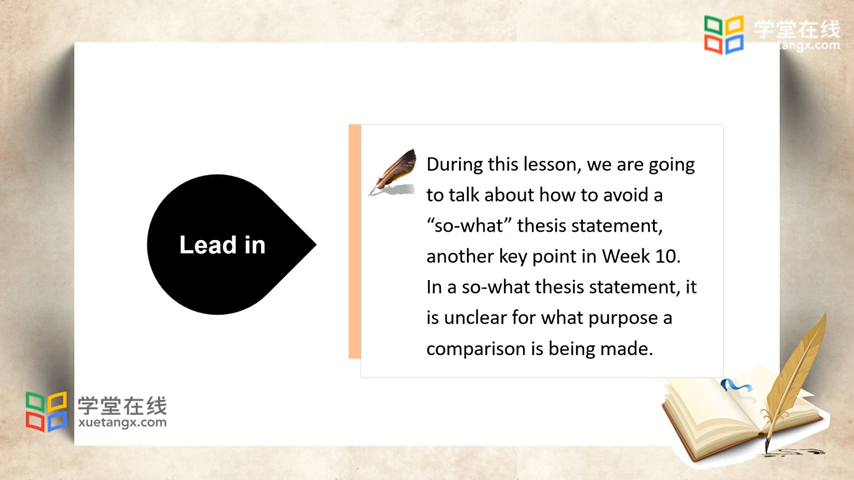 学堂在线
xuetangx.com
Lead in
During this lesson, we are going
to talk about how to avoid a
“so-what” thesis statement,
another key point in Week 10.
In a so-what thesis statement, it
is unclear for what purpose a
comparison is being made.
学堂在线
xuetangx.com